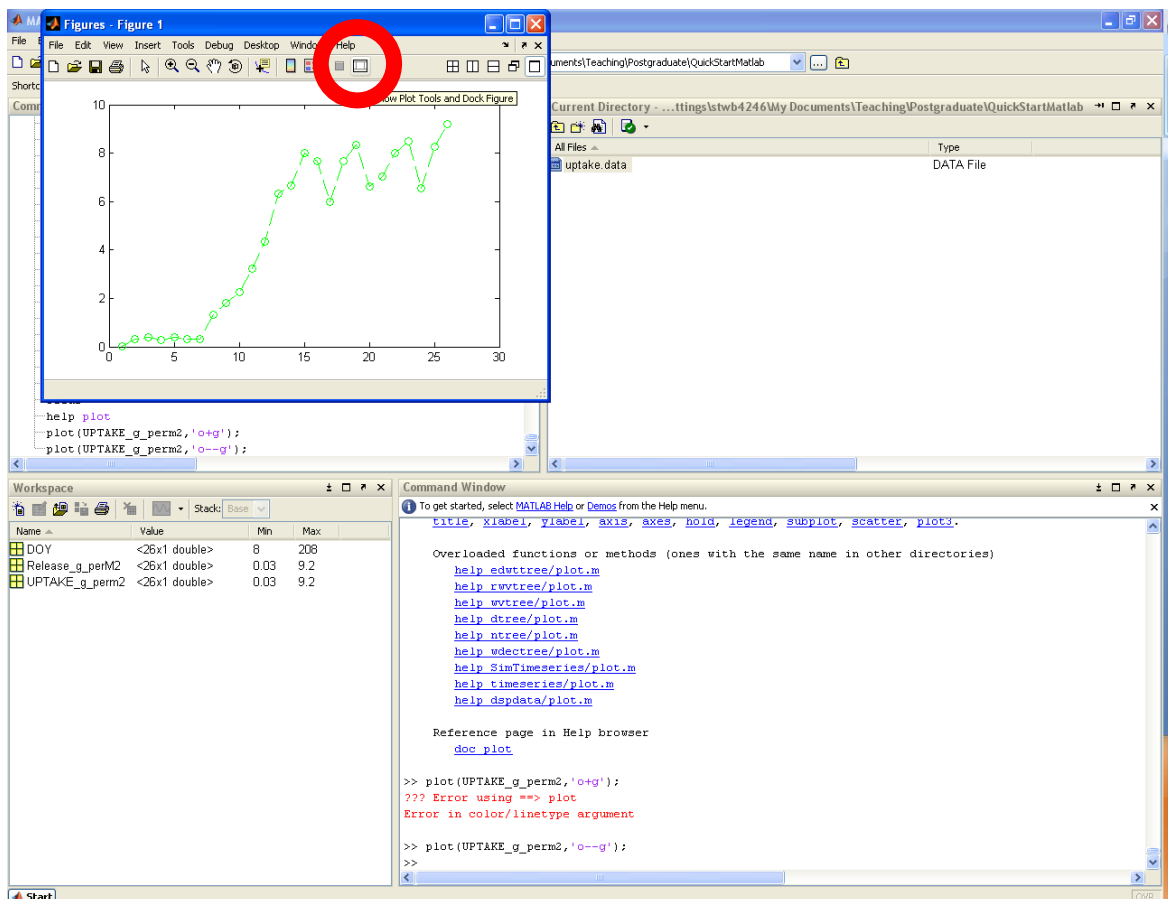 Figures - Figure 1
File Edit View Insert Tools Debug Desktop Window Help
uments\Teaching\Postgraduate\QuickStartMatlab
ow Plot Tools and Dock Figure
10
8
6
4
2
0
0 5 10 15 20 25 30
help plot
plot(UPTAKE_g_perm2,'o+g');
plot(UPTAKE_g_perm2,'o--g');
Current Directory - ...ttings\stwb4246\My Documents\Teaching\Postgraduate\QuickStartMatlab
All Files Type
uptake.data DATA File
Workspace
Stack: Base
Name Value Min Max
DOY <26x1 double> 8 208
Release_g_perM2 <26x1 double> 0.03 9.2
UPTAKE_g_perm2 <26x1 double> 0.03 9.2
Command Window
To get started, select MATLAB Help or Demos from the Help menu.
title, xlabel, ylabel, axis, axes, hold, legend, subplot, scatter, plot3.
Overloaded functions or methods (ones with the same name in other directories)
help edwttree/plot.m
help rwvtree/plot.m
help wvtree/plot.m
help dtree/plot.m
help ntree/plot.m
help wdectree/plot.m
help SimTimeseries/plot.m
help timeseries/plot.m
help dspdata/plot.m
Reference page in Help browser
doc plot
>> plot(UPTAKE_g_perm2,'o+g');
??? Error using ==> plot
Error in color/linetype argument
>> plot(UPTAKE_g_perm2,'o--g');
>>
Start
OVR